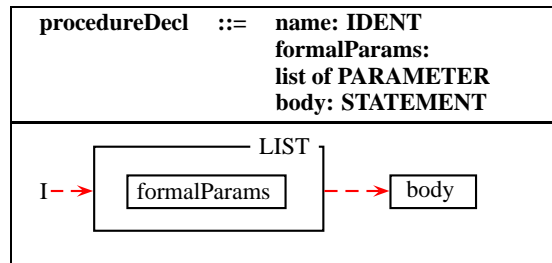 procedureDecl ::= name: IDENT
formalParams:
list of PARAMETER
body: STATEMENT
LIST
I formalParams body